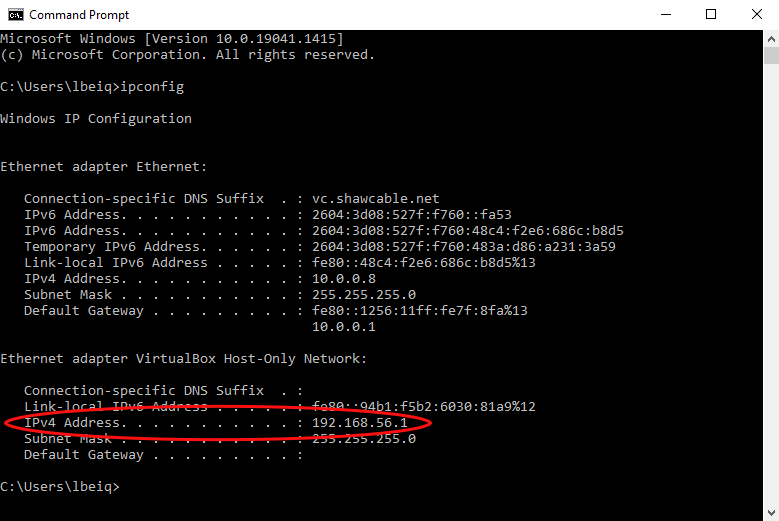 Command Prompt
Microsoft Windows [Version 10.0.19041.1415]
(c) Microsoft Corporation. All rights reserved.
C:\Users\lbeiq>ipconfig
Windows IP Configuration
Ethernet adapter Ethernet:
Connection-specific DNS Suffix  . : vc.shawcable.net
IPv6 Address. . . . . . . . . . . : 2604:3d08:527f:f760::fa53
IPv6 Address. . . . . . . . . . . : 2604:3d08:527f:f760:48c4:f2e6:686c:b8d5
Temporary IPv6 Address. . . . . . : 2604:3d08:527f:f760:483a:d86:a231:3a59
Link-local IPv6 Address . . . . . : fe80::48c4:f2e6:686c:b8d5%13
IPv4 Address. . . . . . . . . . . : 10.0.0.8
Subnet Mask . . . . . . . . . . . : 255.255.255.0
Default Gateway . . . . . . . . . : fe80::1256:11ff:fe7f:8fa%13
10.0.0.1
Ethernet adapter VirtualBox Host-Only Network:
Connection-specific DNS Suffix  . :
Link-local IPv6 Address . . . . . : fe80::94b1:f5b2:6030:81a9%12
IPv4 Address. . . . . . . . . . . : 192.168.56.1
Subnet Mask . . . . . . . . . . . : 255.255.255.0
Default Gateway . . . . . . . . . :
C:\Users\lbeiq>